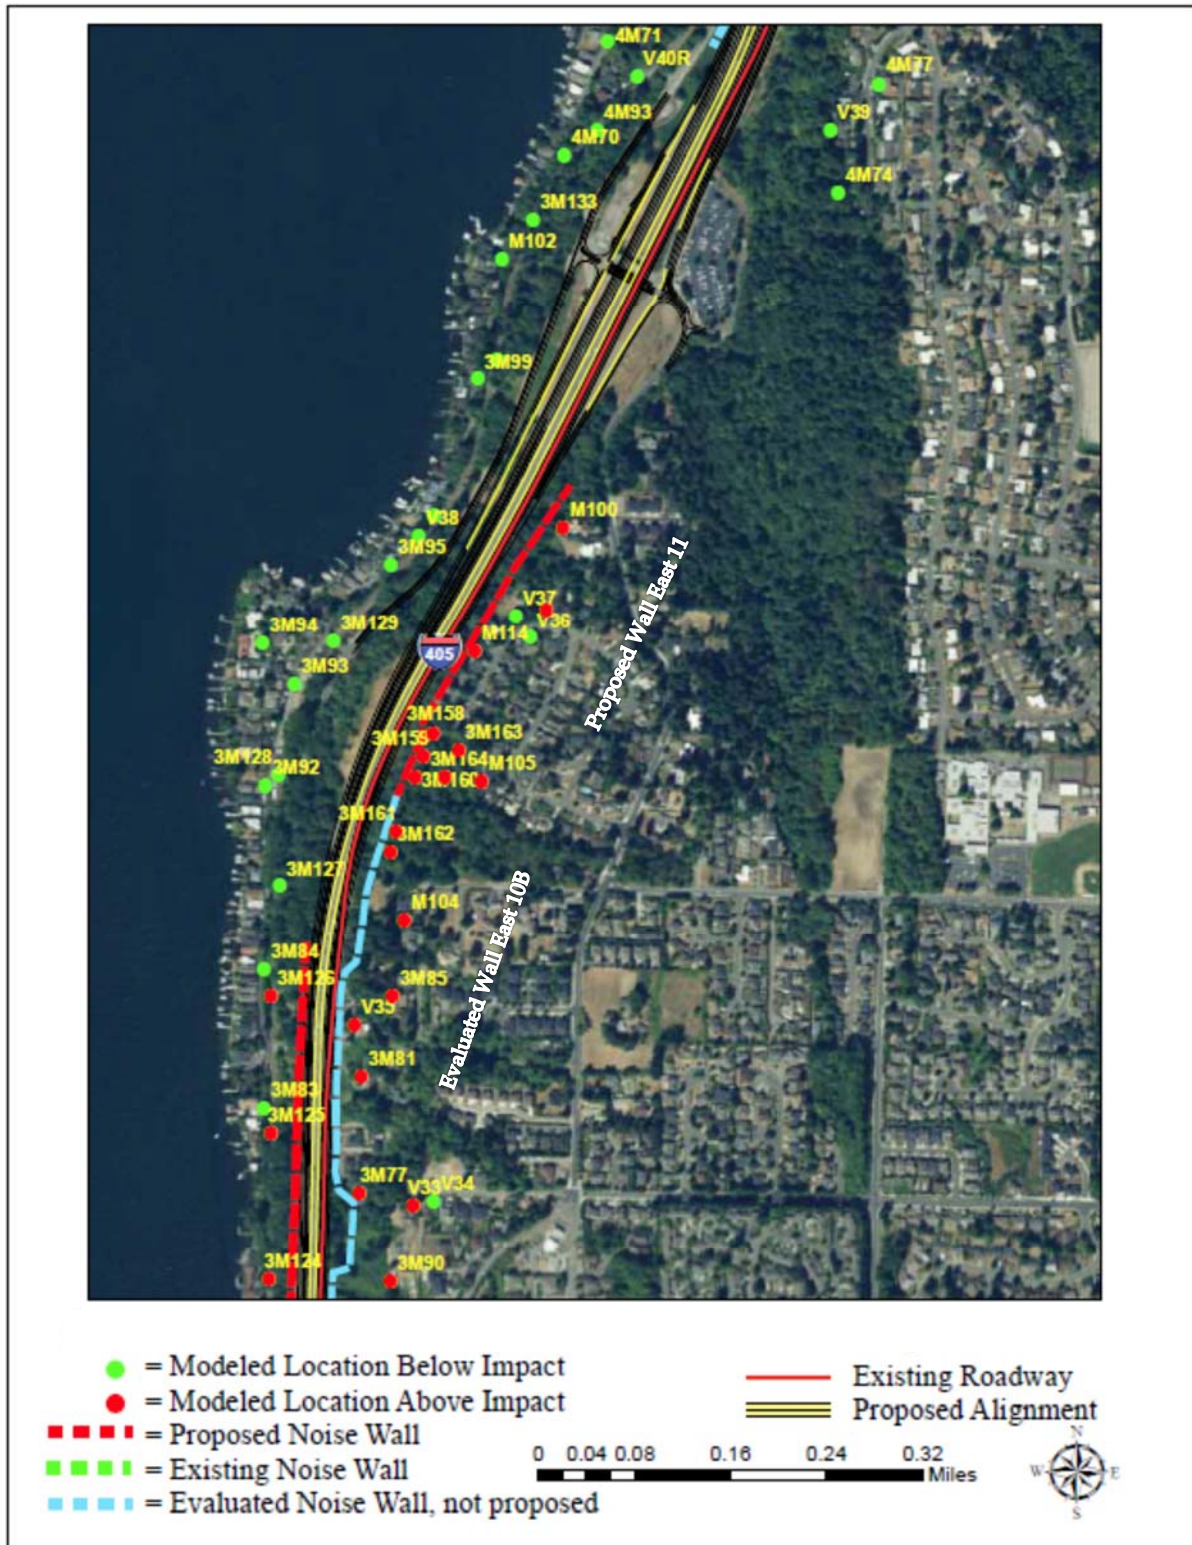 4M71
V40R
4M77
4M93
V39
4M70
4M74
3M133
M102
3M99
M100
V38
3M95
Proposed Wall East 11
V37
V36
3M94
3M129
M114
405
3M93
3M158
3M163
3M159
3M164
M105
3M128
3M92
3M160
3M161
3M162
3M127
Evaluated Wall East 10B
M104
3M84
3M126
3M85
V35
3M81
3M83
3M125
3M77
V33
V34
3M124
3M90
= Modeled Location Below Impact
= Modeled Location Above Impact
= Proposed Noise Wall
= Existing Noise Wall
= Evaluated Noise Wall, not proposed
Existing Roadway
Proposed Alignment
0 0.04 0.08 0.16 0.24 0.32
Miles
N
W E
S